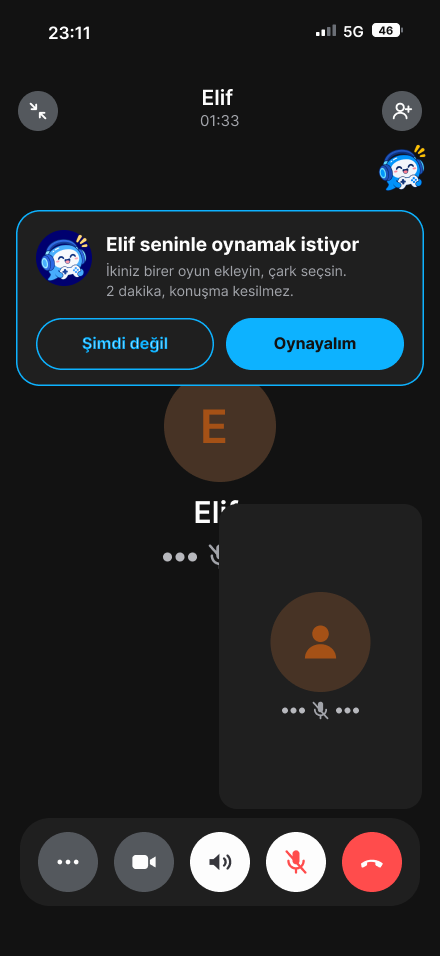 23:11
5G
46
Elif
01:33
Elif seninle oynamak istiyor
İkiniz birer oyun ekleyin, çark seçsin.
2 dakika, konuşma kesilmez.
Şimdi değil
Oynayalım
E
Elif